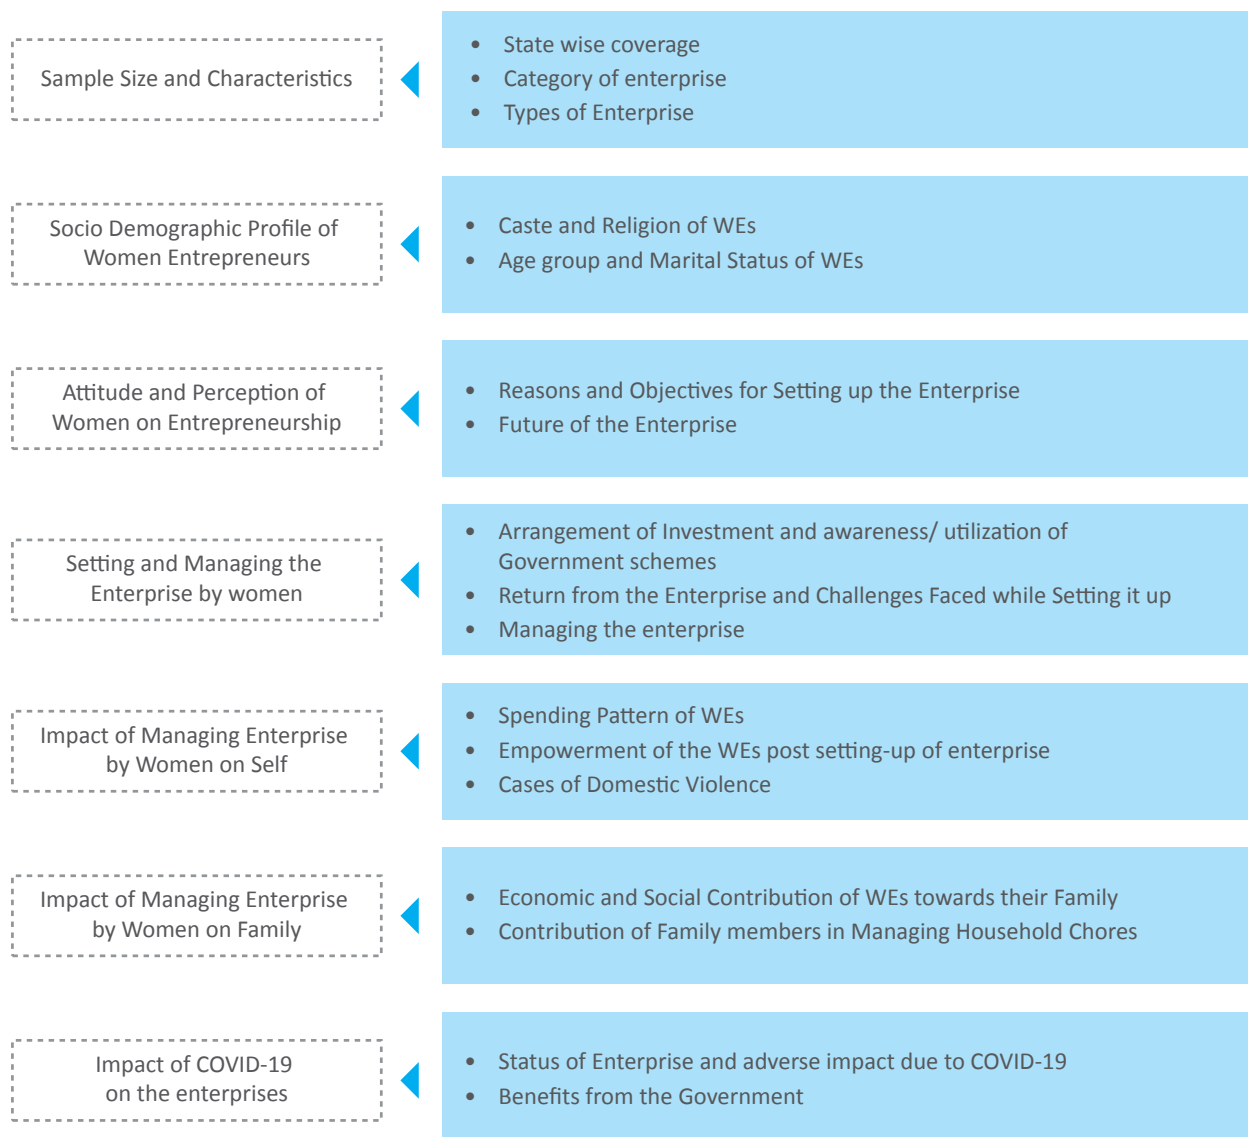 Sample Size and Characteristics
• State wise coverage
• Category of enterprise
• Types of Enterprise
Socio Demographic Profile of
Women Entrepreneurs
• Caste and Religion of WEs
• Age group and Marital Status of WEs
Attitude and Perception of
Women on Entrepreneurship
• Reasons and Objectives for Setting up the Enterprise
• Future of the Enterprise
Setting and Managing the
Enterprise by women
• Arrangement of Investment and awareness/ utilization of
Government schemes
• Return from the Enterprise and Challenges Faced while Setting it up
• Managing the enterprise
Impact of Managing Enterprise
by Women on Self
• Spending Pattern of WEs
• Empowerment of the WEs post setting-up of enterprise
• Cases of Domestic Violence
Impact of Managing Enterprise
by Women on Family
• Economic and Social Contribution of WEs towards their Family
• Contribution of Family members in Managing Household Chores
Impact of COVID-19
on the enterprises
• Status of Enterprise and adverse impact due to COVID-19
• Benefits from the Government